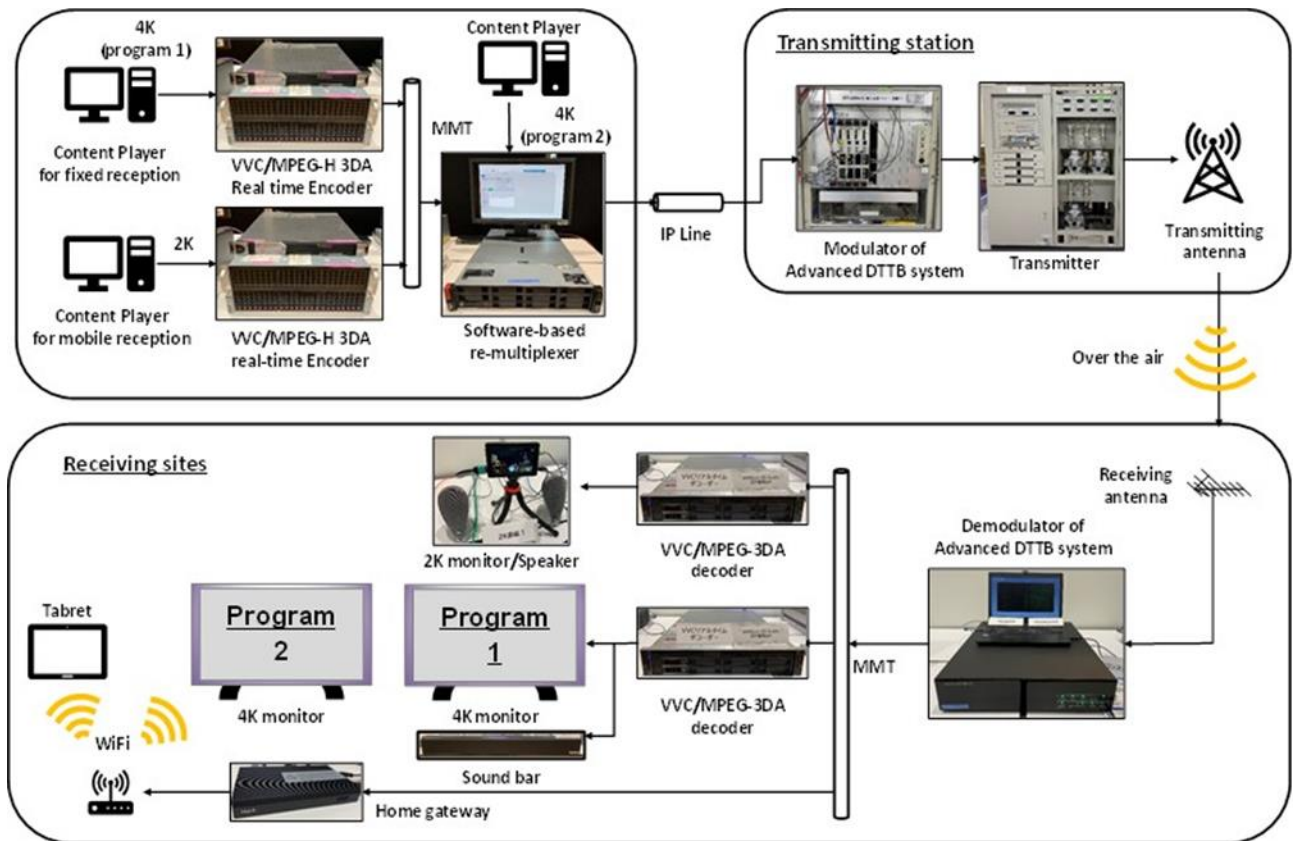 4K
(program 1)
Content Player
for fixed reception
VVC/MPEG-H 3DA
Real time Encoder
2K
Content Player
for mobile reception
VVC/MPEG-H 3DA
real-time Encoder
MMT
Content Player
4K
(program 2)
Software-based
re-multiplexer
IP Line
Transmitting station
Modulator of
Advanced DTTB system
Transmitter
Transmitting
antenna
Over the air
Receiving sites
Receiving
antenna
Demodulator of
Advanced DTTB system
MMT
VVC/MPEG-3DA
decoder
2K monitor/Speaker
VVC/MPEG-3DA
decoder
Program
1
4K monitor
Sound bar
Program
2
4K monitor
Tabret
WiFi
Home gateway